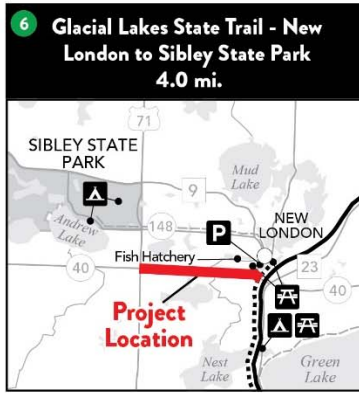 6
Glacial Lakes State Trail - New
London to Sibley State Park
4.0 mi.
71
SIBLEY STATE
PARK
Mud
Lake
9
Andrew
Lake
148
P
NEW
LONDON
Fish Hatchery
40
23
40
Project
Location
Nest
Lake
Green
Lake